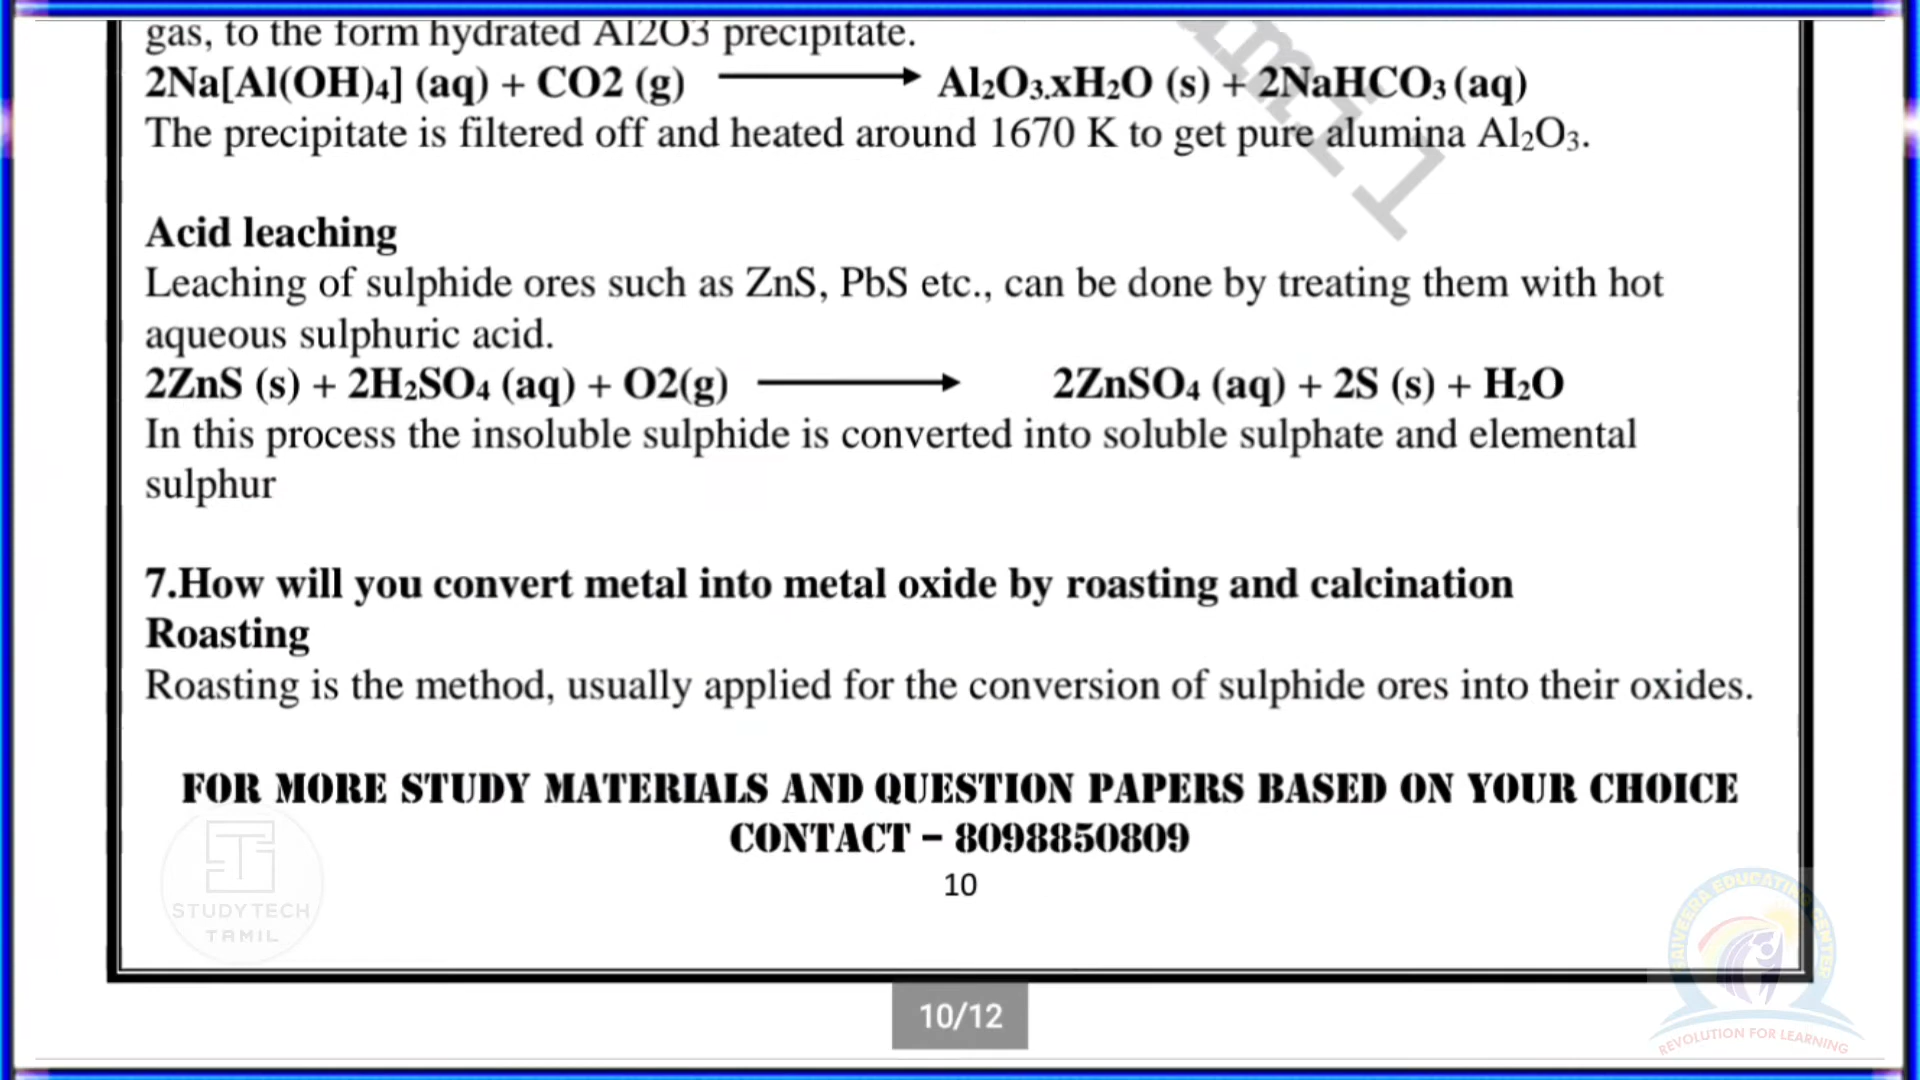 gas, to the form hydrated Al2O3 precipitate.
2Na[Al(OH)₄] (aq) + CO2 (g) ⟶ Al₂O₃.xH₂O (s) + 2NaHCO₃ (aq)
The precipitate is filtered off and heated around 1670 K to get pure alumina Al₂O₃.
Acid leaching
Leaching of sulphide ores such as ZnS, PbS etc., can be done by treating them with hot
aqueous sulphuric acid.
2ZnS (s) + 2H₂SO₄ (aq) + O2(g) ⟶ 2ZnSO₄ (aq) + 2S (s) + H₂O
In this process the insoluble sulphide is converted into soluble sulphate and elemental
sulphur
7.How will you convert metal into metal oxide by roasting and calcination
Roasting
Roasting is the method, usually applied for the conversion of sulphide ores into their oxides.
FOR MORE STUDY MATERIALS AND QUESTION PAPERS BASED ON YOUR CHOICE
CONTACT – 8098850809
10
STUDY TECH
TAMIL
10/12
SAIVEERA EDUCATING CENTER
REVOLUTION FOR LEARNING